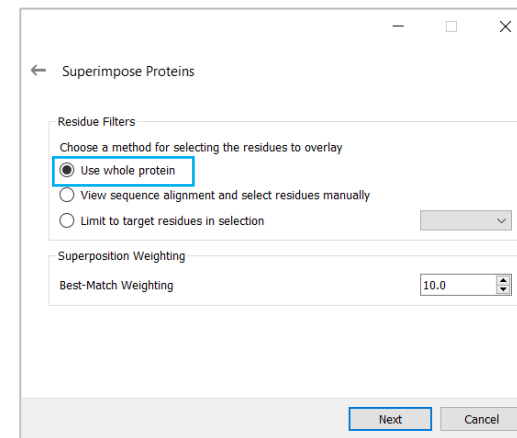 Superimpose Proteins
Residue Filters
Choose a method for selecting the residues to overlay
Use whole protein
View sequence alignment and select residues manually
Limit to target residues in selection
Superposition Weighting
Best-Match Weighting 10.0
Next Cancel